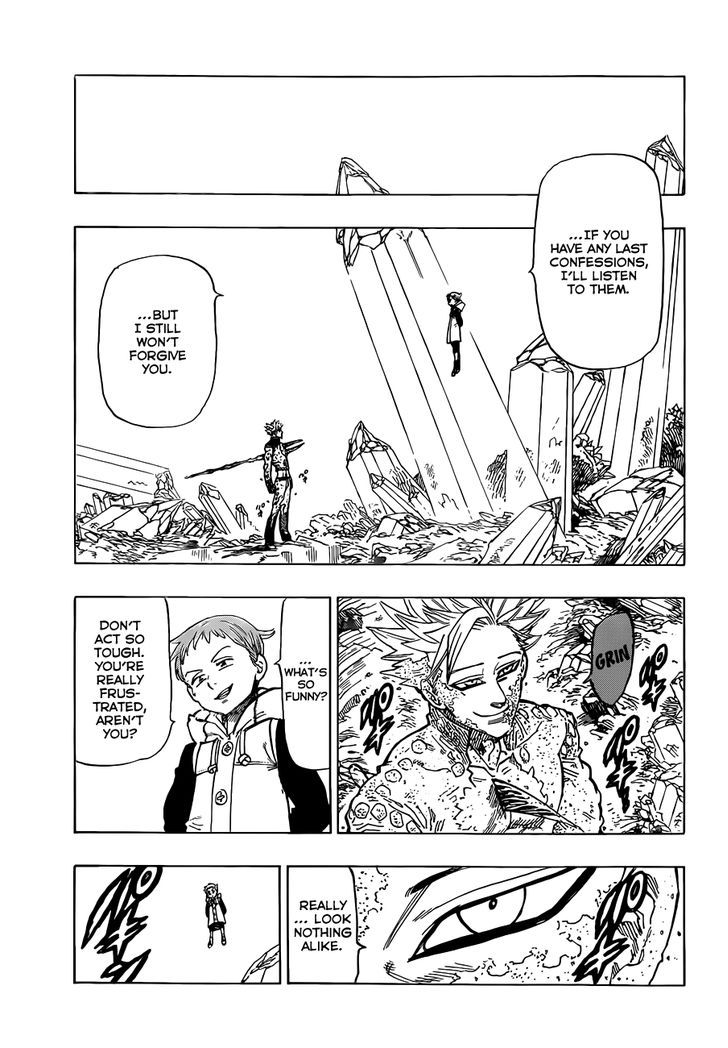 ...IF YOU
HAVE ANY LAST
CONFESSIONS,
I'LL LISTEN
TO THEM.
...BUT
I STILL
WON'T
FORGIVE
YOU.
GRIN
...
WHAT'S
SO
FUNNY?
DON'T
ACT SO
TOUGH.
YOU'RE
REALLY
FRUS-
TRATED,
AREN'T
YOU?
REALLY
... LOOK
NOTHING
ALIKE.